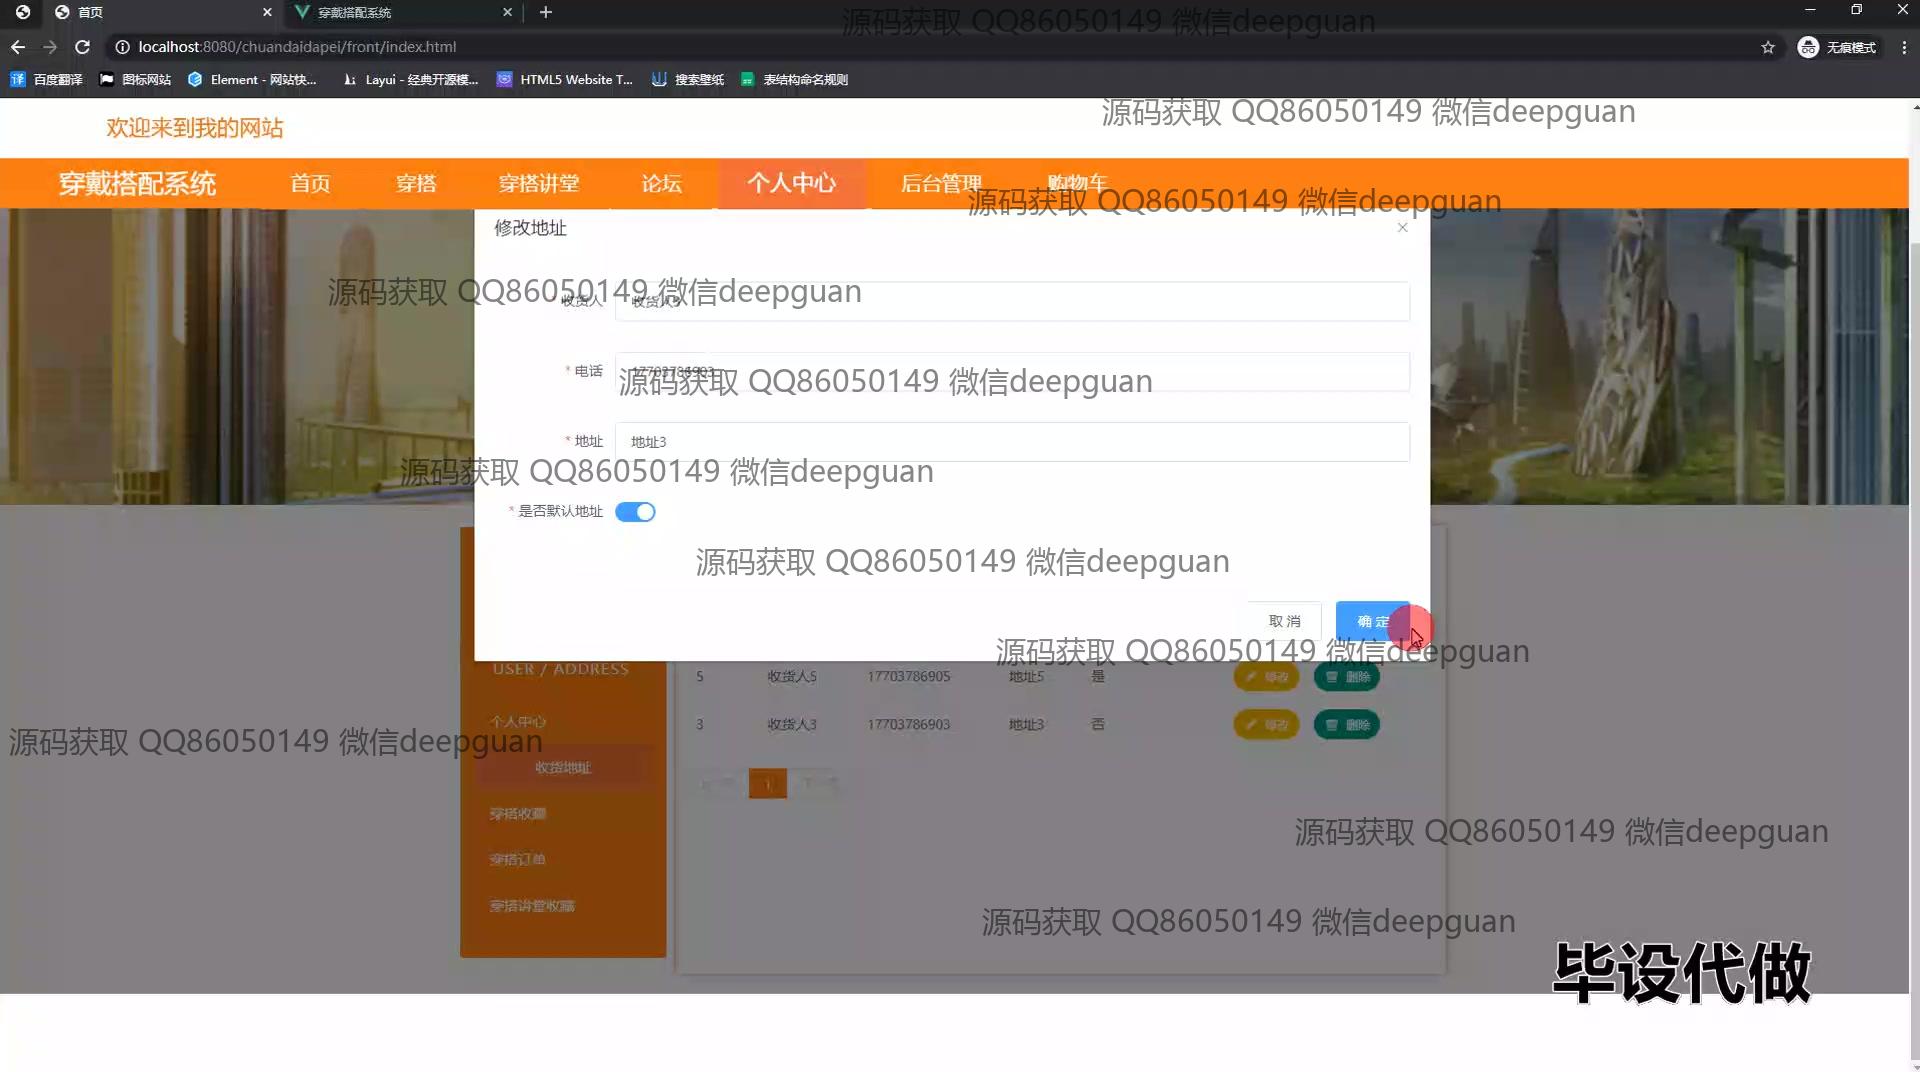 首页
穿戴搭配系统
localhost:8080/chuandaidapei/front/index.html
无痕模式
百度翻译
图标网站
Element - 网站快...
Layui - 经典开源模...
HTML5 Website T...
搜索壁纸
表结构命名规则
源码获取 QQ86050149 微信deepguan
欢迎来到我的网站
源码获取 QQ86050149 微信deepguan
穿戴搭配系统
首页
穿搭
穿搭讲堂
论坛
个人中心
后台管理
购物车
源码获取 QQ86050149 微信deepguan
修改地址
源码获取 QQ86050149 微信deepguan
收货人
收货人3
* 电话
17703786903
源码获取 QQ86050149 微信deepguan
* 地址
地址3
源码获取 QQ86050149 微信deepguan
* 是否默认地址
源码获取 QQ86050149 微信deepguan
取 消
确 定
源码获取 QQ86050149 微信deepguan
USER / ADDRESS
5 收货人5 17703786905 地址5 是 修改 删除
3 收货人3 17703786903 地址3 否 修改 删除
个人中心
源码获取 QQ86050149 微信deepguan
收货地址
1
穿搭收藏
穿搭订单
穿搭讲堂收藏
源码获取 QQ86050149 微信deepguan
源码获取 QQ86050149 微信deepguan
毕设代做